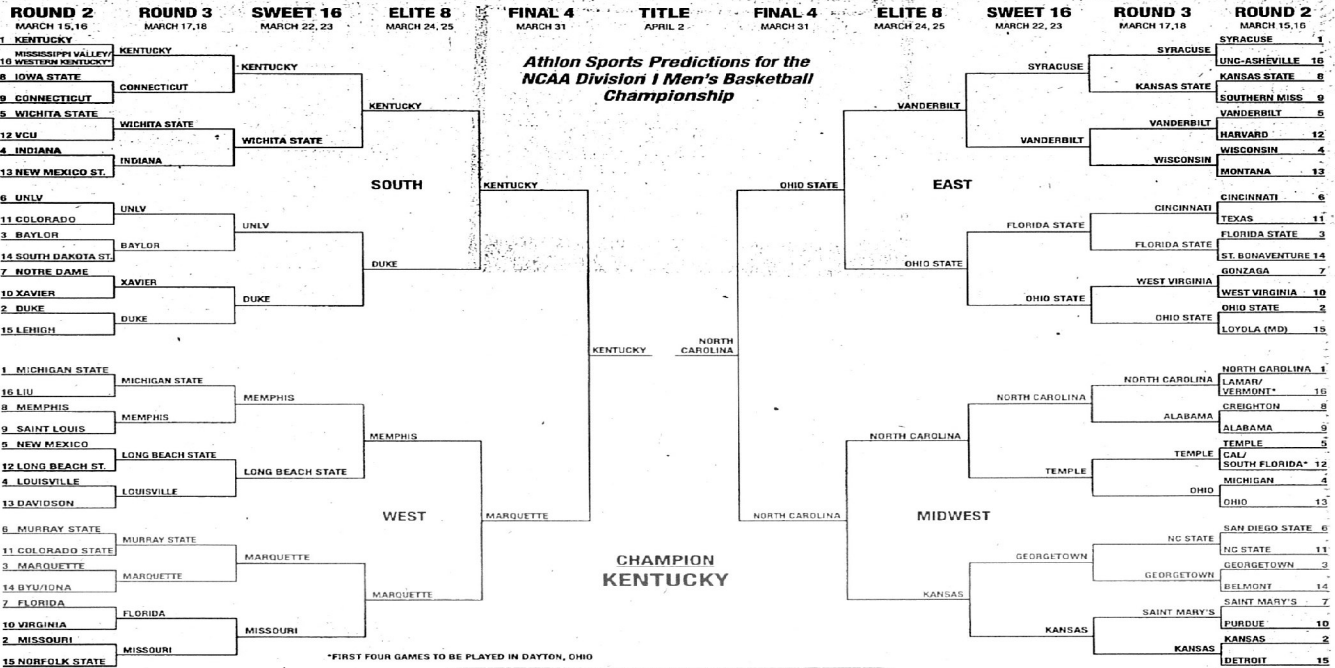 ROUND 2 ROUND 3 SWEET 16 ELITE 8 FINAL 4 TITLE FINAL 4 ELITE 8 SWEET 16 ROUND 3 ROUND 2
MARCH 15,16 MARCH 17,18 MARCH 22, 23 MARCH 24, 25 MARCH 31 APRIL 2 MARCH 31 MARCH 24, 25 MARCH 22, 23 MARCH 17,18 MARCH 15,16
Athlon Sports Predictions for the
NCAA Division I Men's Basketball
Championship
1 KENTUCKY
MISSISSIPPI VALLEY/
16 WESTERN KENTUCKY*
8 IOWA STATE
9 CONNECTICUT
5 WICHITA STATE
12 VCU
4 INDIANA
13 NEW MEXICO ST.
6 UNLV
11 COLORADO
3 BAYLOR
14 SOUTH DAKOTA ST.
7 NOTRE DAME
10 XAVIER
2 DUKE
15 LEHIGH
KENTUCKY
CONNECTICUT
WICHITA STATE
INDIANA
UNLV
BAYLOR
XAVIER
DUKE
KENTUCKY
WICHITA STATE
UNLV
DUKE
KENTUCKY
DUKE
SOUTH
KENTUCKY
1 MICHIGAN STATE
16 LIU
8 MEMPHIS
9 SAINT LOUIS
5 NEW MEXICO
12 LONG BEACH ST.
4 LOUISVILLE
13 DAVIDSON
6 MURRAY STATE
11 COLORADO STATE
3 MARQUETTE
14 BYU/IONA
7 FLORIDA
10 VIRGINIA
2 MISSOURI
15 NORFOLK STATE
MICHIGAN STATE
MEMPHIS
LONG BEACH STATE
LOUISVILLE
MURRAY STATE
MARQUETTE
FLORIDA
MISSOURI
MEMPHIS
LONG BEACH STATE
MARQUETTE
MISSOURI
MEMPHIS
MARQUETTE
WEST
MARQUETTE
KENTUCKY
NORTH
CAROLINA
CHAMPION
KENTUCKY
*FIRST FOUR GAMES TO BE PLAYED IN DAYTON, OHIO
OHIO STATE
EAST
VANDERBILT
OHIO STATE
SYRACUSE
VANDERBILT
FLORIDA STATE
OHIO STATE
SYRACUSE
KANSAS STATE
VANDERBILT
WISCONSIN
CINCINNATI
FLORIDA STATE
WEST VIRGINIA
OHIO STATE
SYRACUSE 1
UNC-ASHEVILLE 16
KANSAS STATE 8
SOUTHERN MISS 9
VANDERBILT 5
HARVARD 12
WISCONSIN 4
MONTANA 13
CINCINNATI 6
TEXAS 11
FLORIDA STATE 3
ST. BONAVENTURE 14
GONZAGA 7
WEST VIRGINIA 10
OHIO STATE 2
LOYOLA (MD) 15
NORTH CAROLINA
MIDWEST
NORTH CAROLINA
KANSAS
NORTH CAROLINA
TEMPLE
GEORGETOWN
KANSAS
NORTH CAROLINA
ALABAMA
TEMPLE
OHIO
NC STATE
GEORGETOWN
SAINT MARY'S
KANSAS
NORTH CAROLINA 1
LAMAR/
VERMONT* 16
CREIGHTON 8
ALABAMA 9
TEMPLE 5
CAL/
SOUTH FLORIDA* 12
MICHIGAN 4
OHIO 13
SAN DIEGO STATE 6
NC STATE 11
GEORGETOWN 3
BELMONT 14
SAINT MARY'S 7
PURDUE 10
KANSAS 2
DETROIT 15